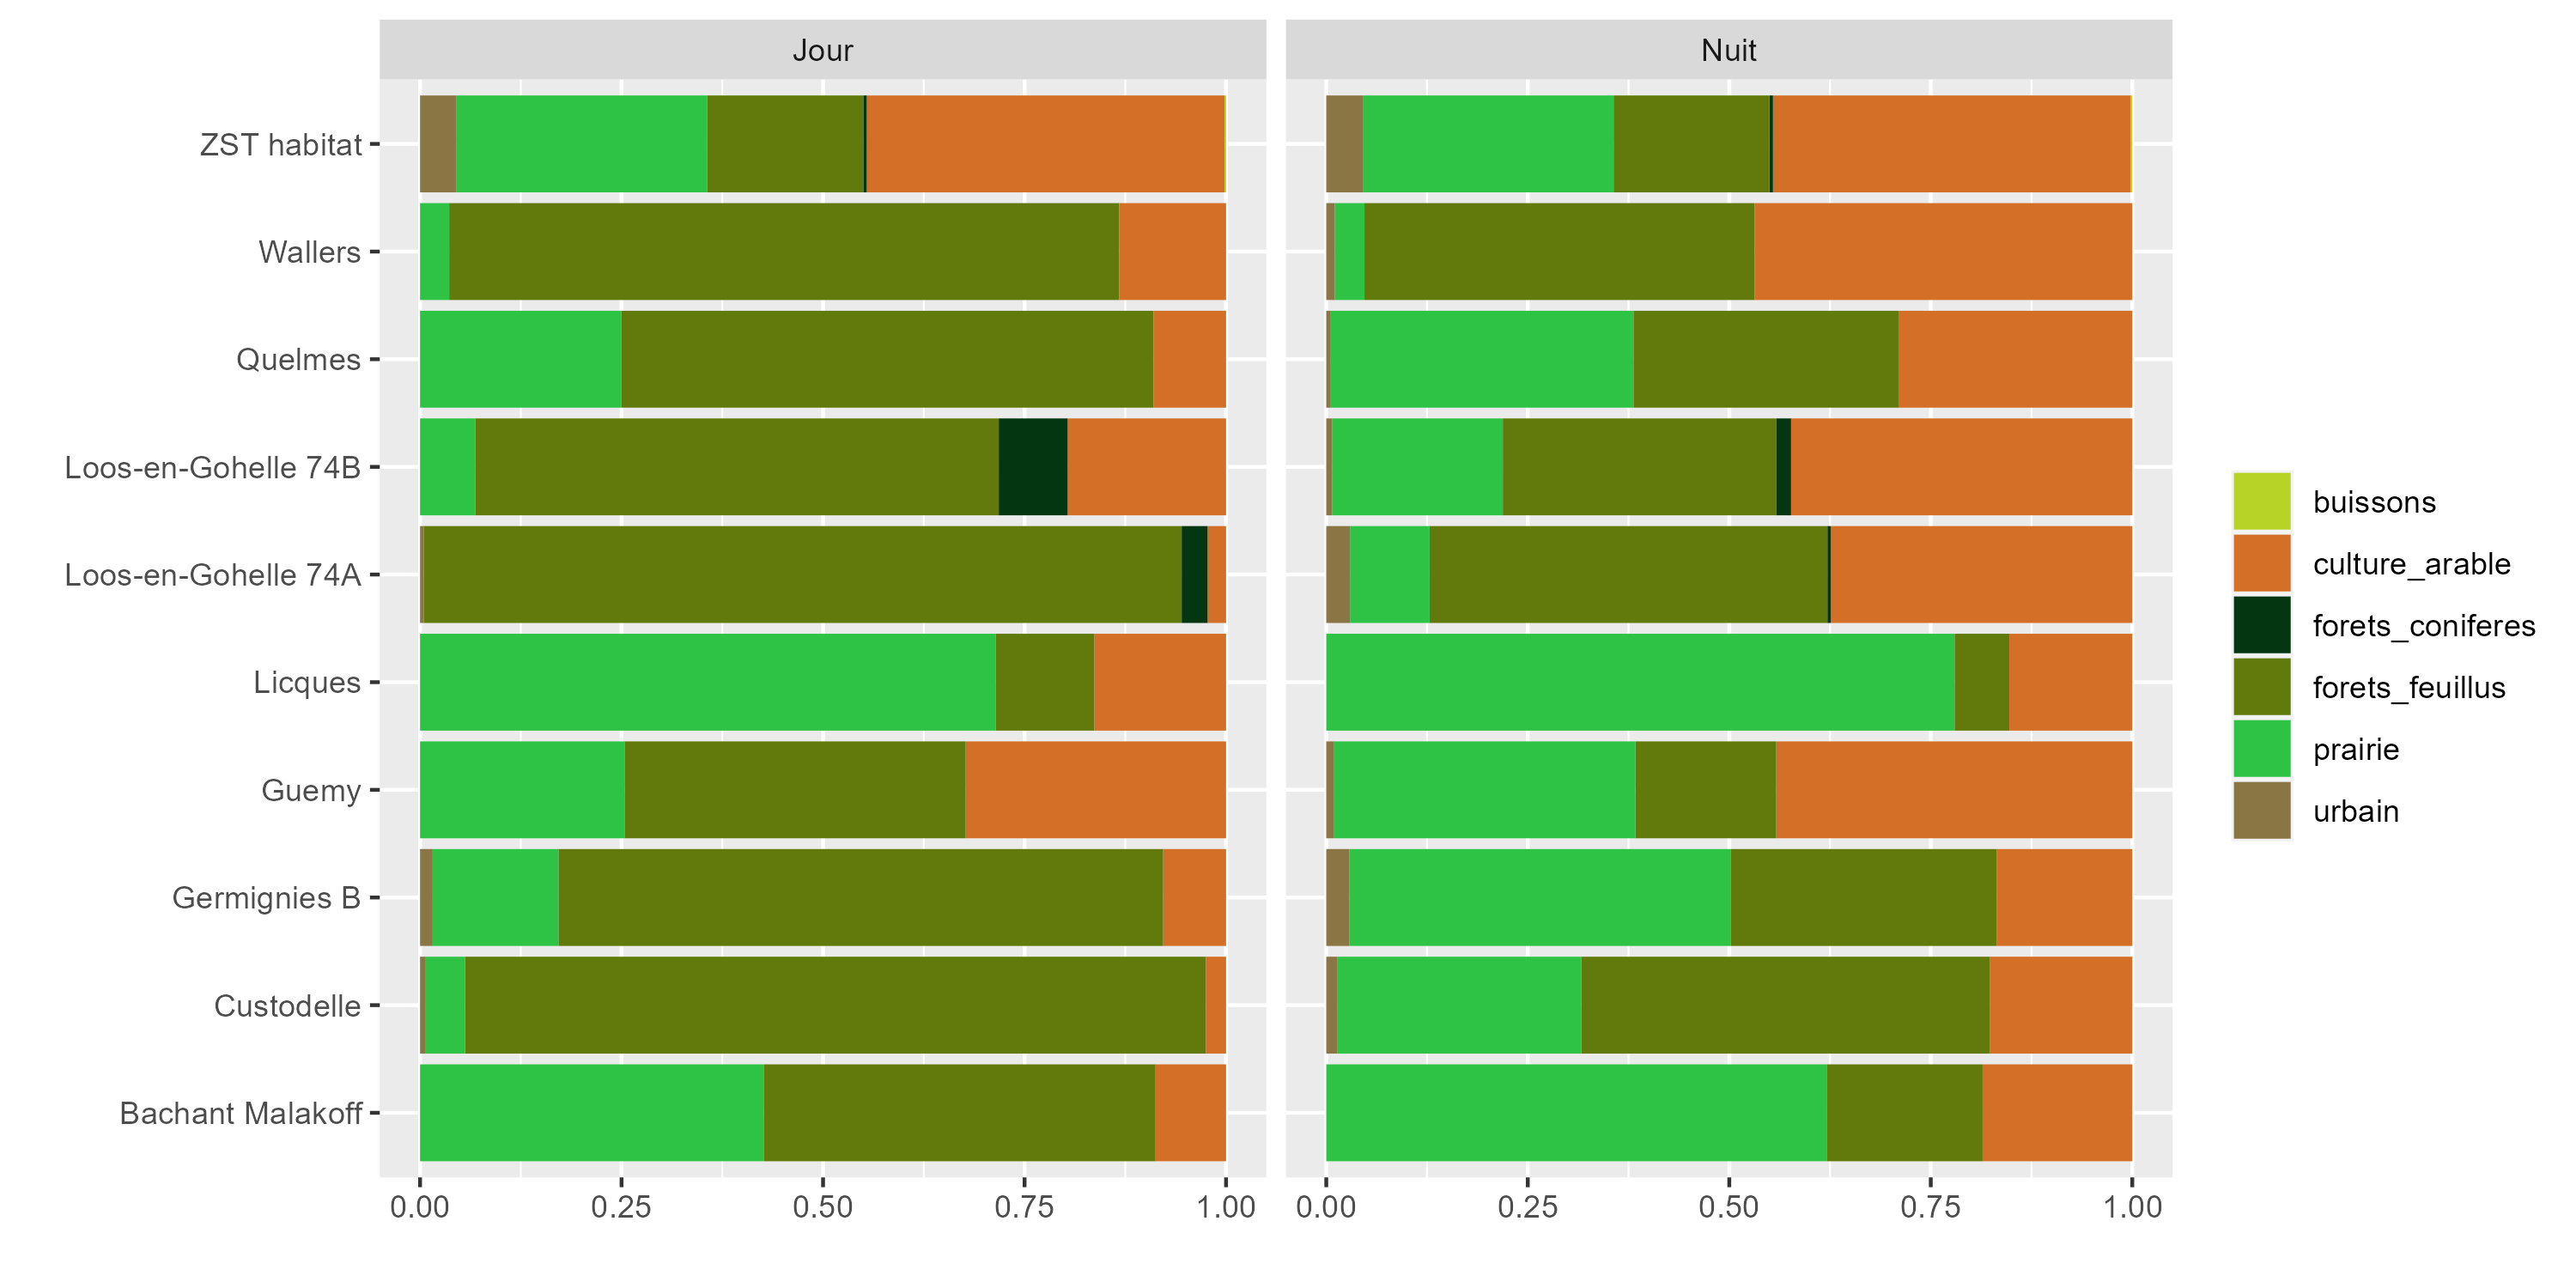 Jour
Nuit
ZST habitat
Wallers
Quelmes
Loos-en-Gohelle 74B
Loos-en-Gohelle 74A
Licques
Guemy
Germignies B
Custodelle
Bachant Malakoff
0.00 0.25 0.50 0.75 1.00
0.00 0.25 0.50 0.75 1.00
buissons
culture_arable
forets_coniferes
forets_feuillus
prairie
urbain